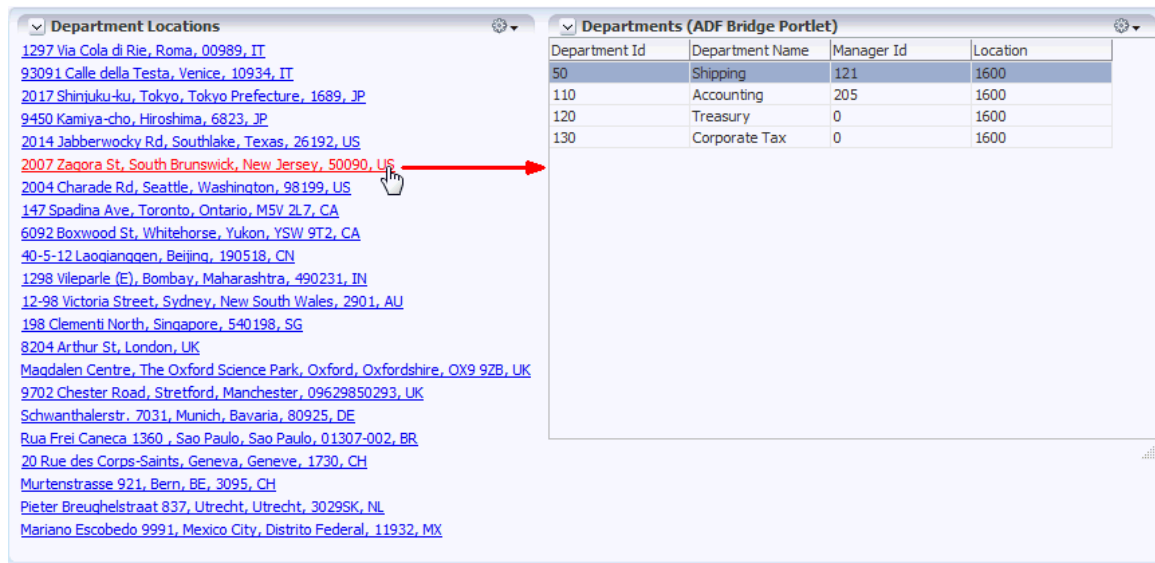 Department Locations
1297 Via Cola di Rie, Roma, 00989, IT
93091 Calle della Testa, Venice, 10934, IT
2017 Shinjuku-ku, Tokyo, Tokyo Prefecture, 1689, JP
9450 Kamiya-cho, Hiroshima, 6823, JP
2014 Jabberwocky Rd, Southlake, Texas, 26192, US
2007 Zagora St, South Brunswick, New Jersey, 50090, US
2004 Charade Rd, Seattle, Washington, 98199, US
147 Spadina Ave, Toronto, Ontario, M5V 2L7, CA
6092 Boxwood St, Whitehorse, Yukon, YSW 9T2, CA
40-5-12 Laogianggen, Beijing, 190518, CN
1298 Vileparle (E), Bombay, Maharashtra, 490231, IN
12-98 Victoria Street, Sydney, New South Wales, 2901, AU
198 Clementi North, Singapore, 540198, SG
8204 Arthur St, London, UK
Magdalen Centre, The Oxford Science Park, Oxford, Oxfordshire, OX9 9ZB, UK
9702 Chester Road, Stretford, Manchester, 09629850293, UK
Schwanthalerstr. 7031, Munich, Bavaria, 80925, DE
Rua Frei Caneca 1360 , Sao Paulo, Sao Paulo, 01307-002, BR
20 Rue des Corps-Saints, Geneva, Geneve, 1730, CH
Murtenstrasse 921, Bern, BE, 3095, CH
Pieter Breughelstraat 837, Utrecht, Utrecht, 3029SK, NL
Mariano Escobedo 9991, Mexico City, Distrito Federal, 11932, MX
Departments (ADF Bridge Portlet)
Department Id Department Name Manager Id Location
50 Shipping 121 1600
110 Accounting 205 1600
120 Treasury 0 1600
130 Corporate Tax 0 1600